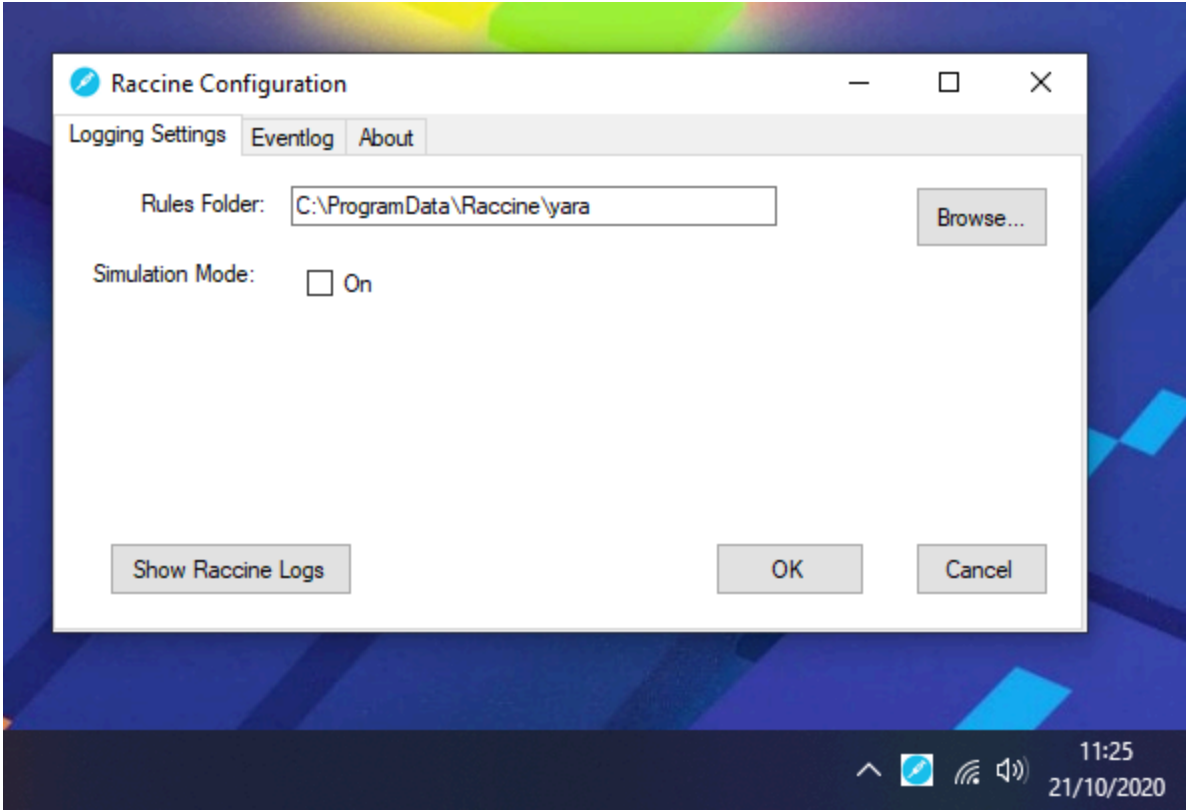 Raccine Configuration
Logging Settings Eventlog About
Rules Folder: C:\ProgramData\Raccine\yara Browse...
Simulation Mode: On
Show Raccine Logs OK Cancel
11:25
21/10/2020